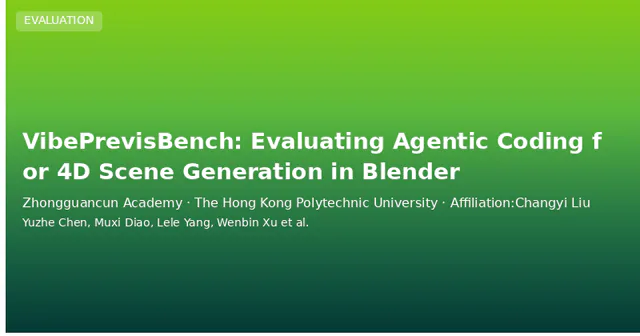 EVALUATION
VibePrevisBench: Evaluating Agentic Coding f
or 4D Scene Generation in Blender
Zhongguancun Academy · The Hong Kong Polytechnic University · Affiliation:Changyi Liu
Yuzhe Chen, Muxi Diao, Lele Yang, Wenbin Xu et al.